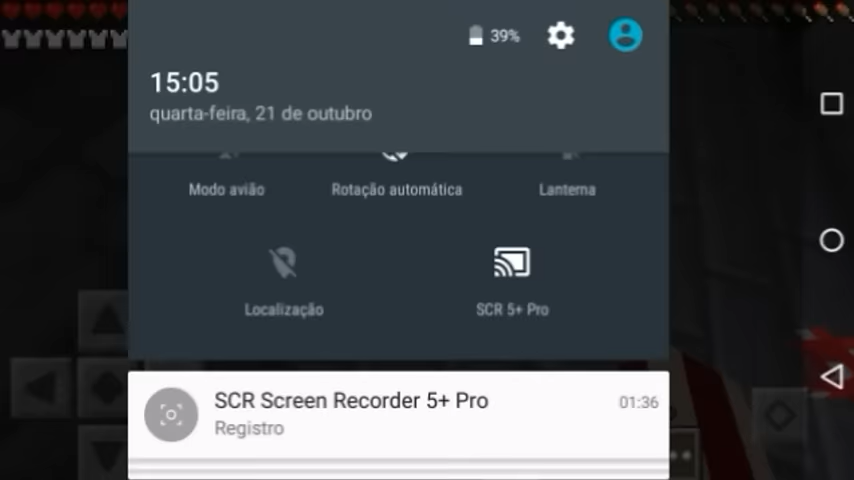 39%
15:05
quarta-feira, 21 de outubro
Modo avião Rotação automática Lanterna
Localização SCR 5+ Pro
SCR Screen Recorder 5+ Pro 01:36
Registro